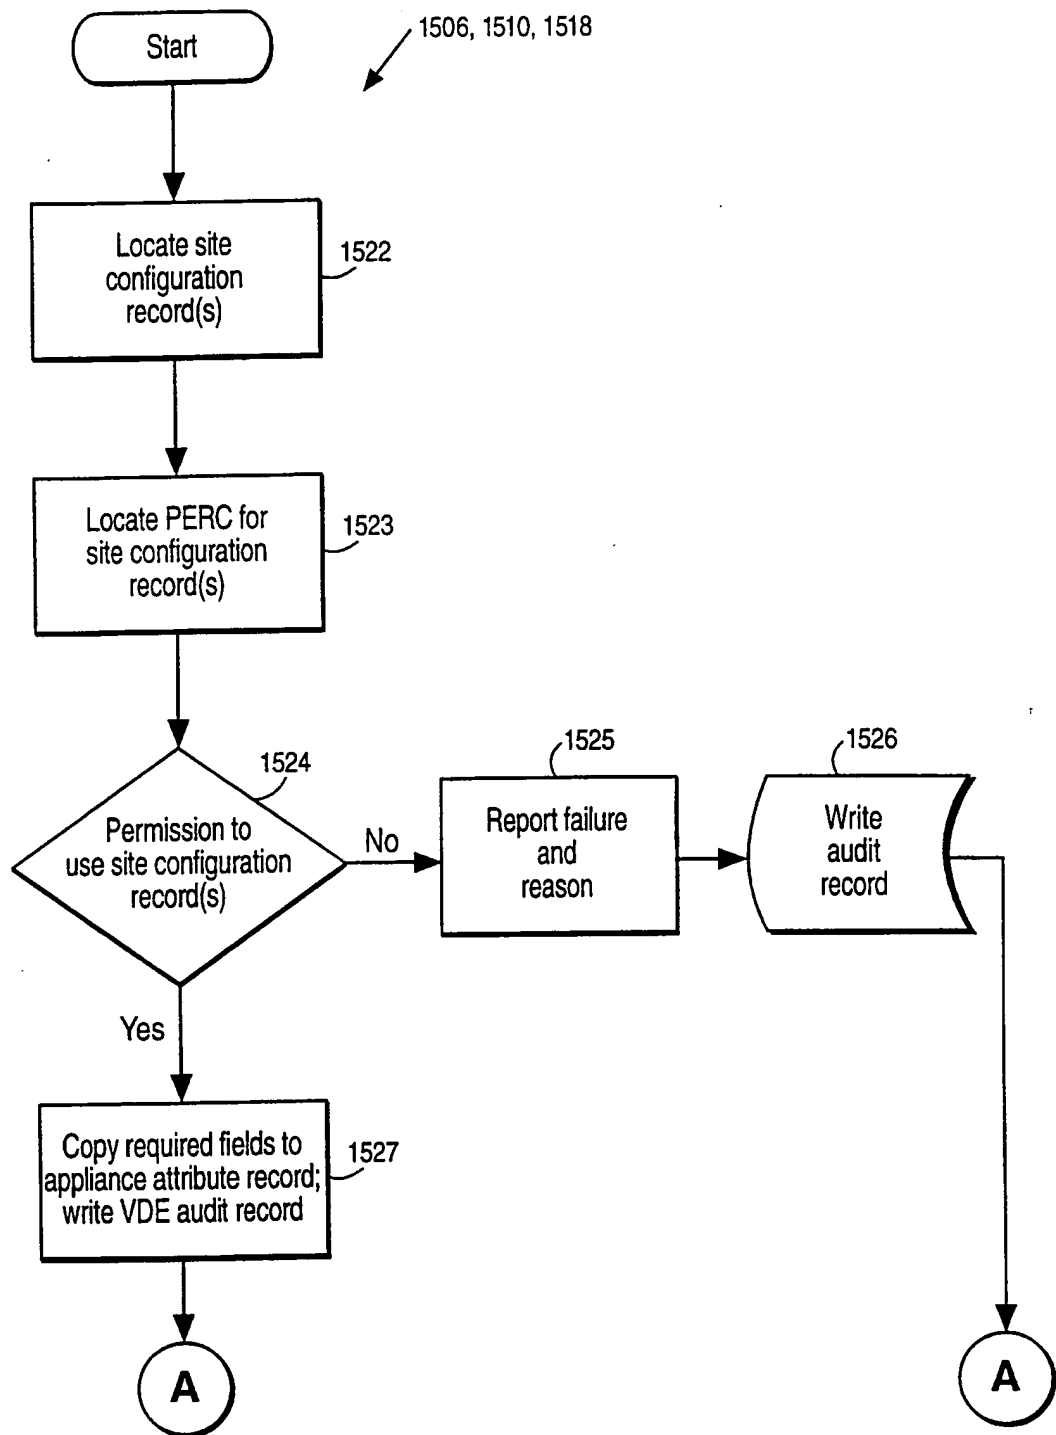 Start
1506, 1510, 1518
Locate site
configuration
record(s)
1522
Locate PERC for
site configuration
record(s)
1523
1524
Permission to
use site configuration
record(s)
No
Yes
1525
Report failure
and
reason
1526
Write
audit
record
Copy required fields to
appliance attribute record;
write VDE audit record
1527
A
A